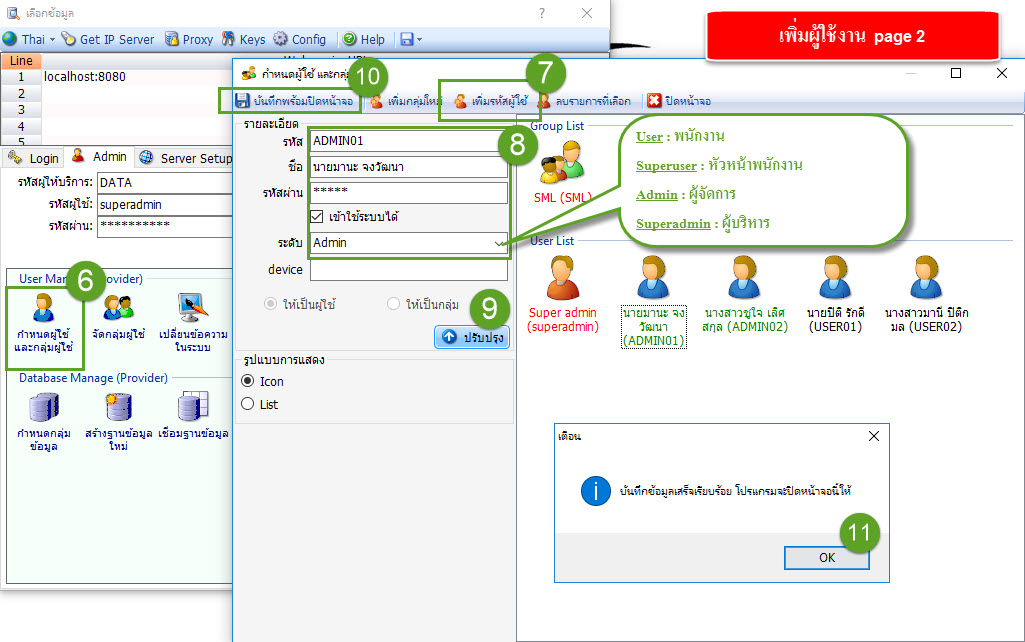 เลือกข้อมูล
?
เพิ่มผู้ใช้งาน page 2
Thai
Get IP Server
Proxy
Keys
Config
Help
Line
1 localhost:8080
2
3
4
5
Login
Admin
Server Setup
รหัสผู้ให้บริการ: DATA
รหัสผู้ใช้: superadmin
รหัสผ่าน: **********
6
กำหนดผู้ใช้
และกลุ่มผู้ใช้
จัดกลุ่มผู้ใช้
เปลี่ยนข้อความ
ในระบบ
Database Manage (Provider)
กำหนดกลุ่ม
ข้อมูล
สร้างฐานข้อมูล
ใหม่
เชื่อมฐานข้อมูล
10
7
บันทึกพร้อมปิดหน้าจอ
เพิ่มกลุ่มใหม่
เพิ่มรหัสผู้ใช้
ลบรายการที่เลือก
ปิดหน้าจอ
รายละเอียด
รหัส ADMIN01
8
ชื่อ นายมานะ จงวัฒนา
รหัสผ่าน *****
เข้าใช้ระบบได้
ระดับ Admin
device
ให้เป็นผู้ใช้
ให้เป็นกลุ่ม
9
ปรับปรุง
รูปแบบการแสดง
Icon
List
Group List
SML (SML)
User : พนักงาน
Superuser : หัวหน้าพนักงาน
Admin : ผู้จัดการ
Superadmin : ผู้บริหาร
User List
Super admin
(superadmin)
นายมานะ จง
วัฒนา
(ADMIN01)
นางสาวชูใจ เลิศ
สกุล (ADMIN02)
นายปิติ รักดี
(USER01)
นางสาวมานี ปิติก
มล (USER02)
เตือน
บันทึกข้อมูลเสร็จเรียบร้อย โปรแกรมจะปิดหน้าจอนี้ให้
11
OK